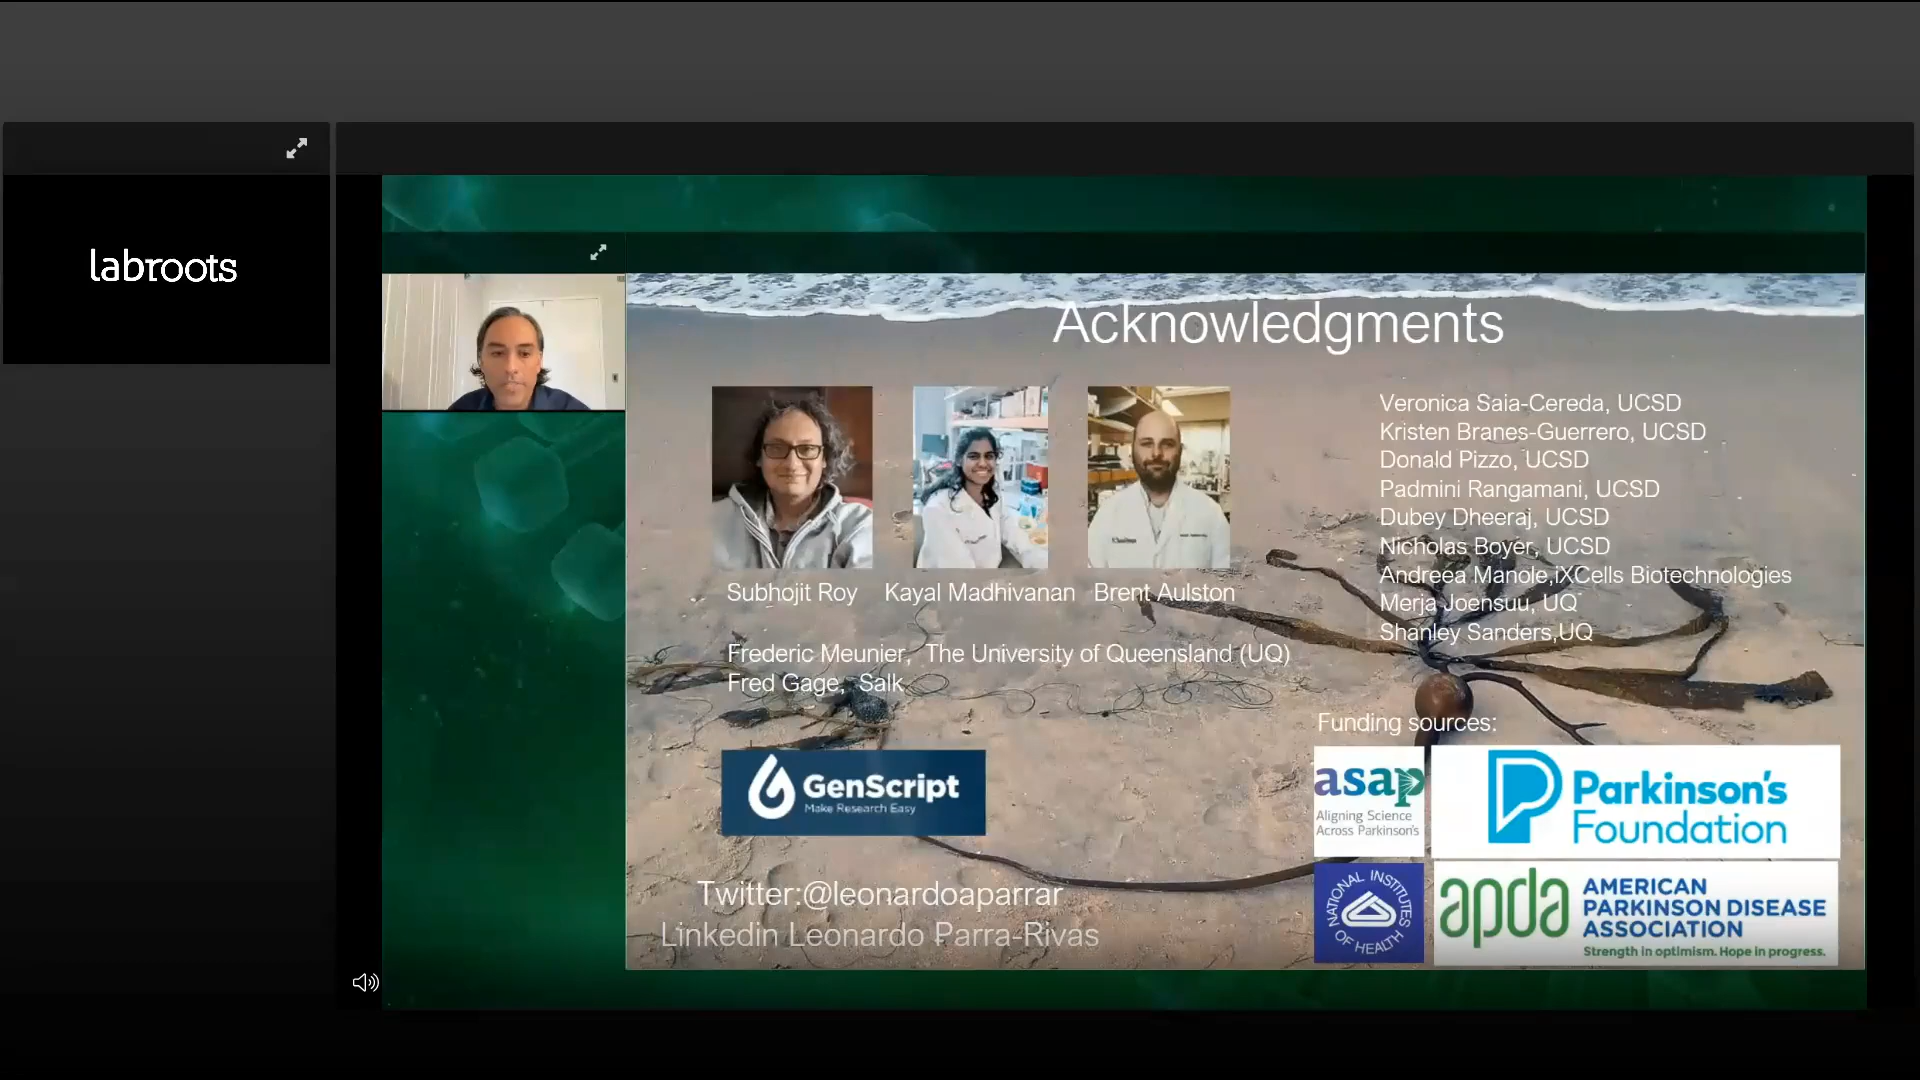 labroots
Acknowledgments
Subhojit Roy
Kayal Madhivanan
Brent Aulston
Frederic Meunier, The University of Queensland (UQ)
Fred Gage, Salk
Veronica Saia-Cereda, UCSD
Kristen Branes-Guerrero, UCSD
Donald Pizzo, UCSD
Padmini Rangamani, UCSD
Dubey Dheeraj, UCSD
Nicholas Boyer, UCSD
Andreea Manole,iXCells Biotechnologies
Merja Joensuu, UQ
Shanley Sanders,UQ
GenScript
Make Research Easy
Twitter:@leonardoaparrar
Linkedin Leonardo Parra-Rivas
Funding sources:
asap
Aligning Science
Across Parkinson's
Parkinson's
Foundation
NATIONAL INSTITUTES
OF HEALTH
apda
AMERICAN
PARKINSON DISEASE
ASSOCIATION
Strength in optimism. Hope in progress.